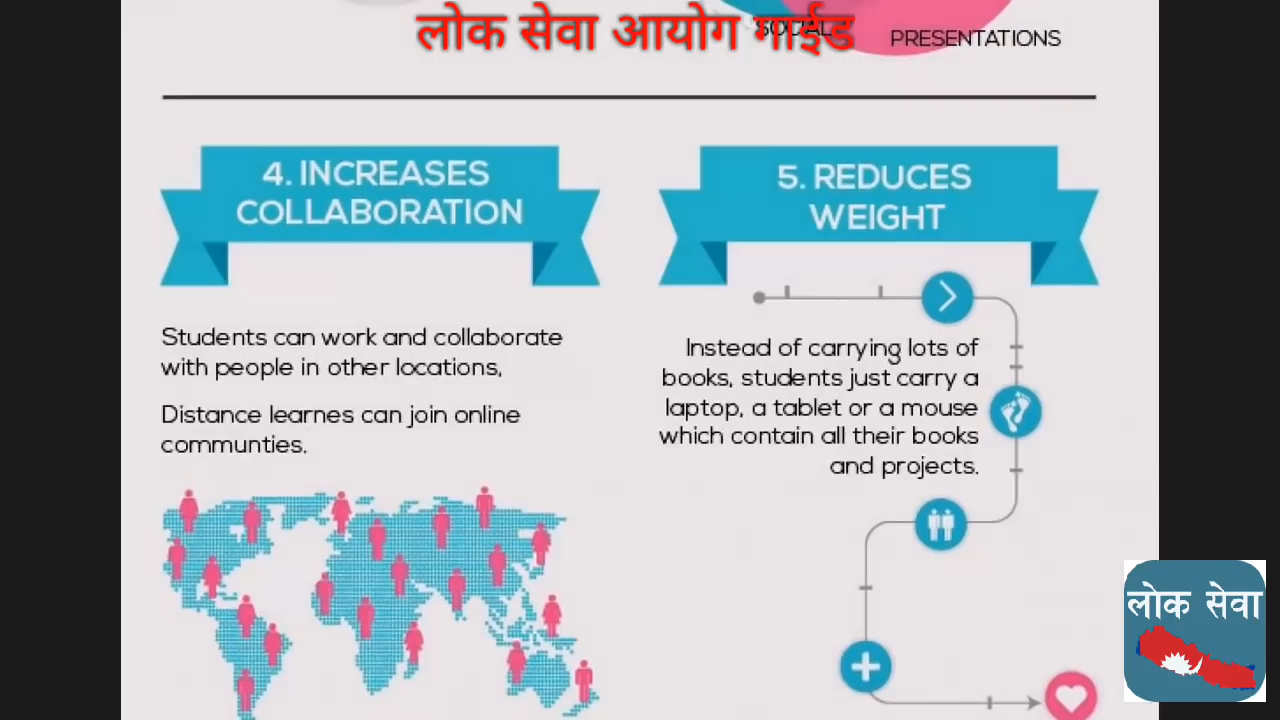 लोक सेवा आयोग गाईड
SOCIAL
PRESENTATIONS
4. INCREASES
COLLABORATION
Students can work and collaborate
with people in other locations,
Distance learnes can join online
communties.
5. REDUCES
WEIGHT
Instead of carrying lots of
books, students just carry a
laptop, a tablet or a mouse
which contain all their books
and projects.
लोक सेवा